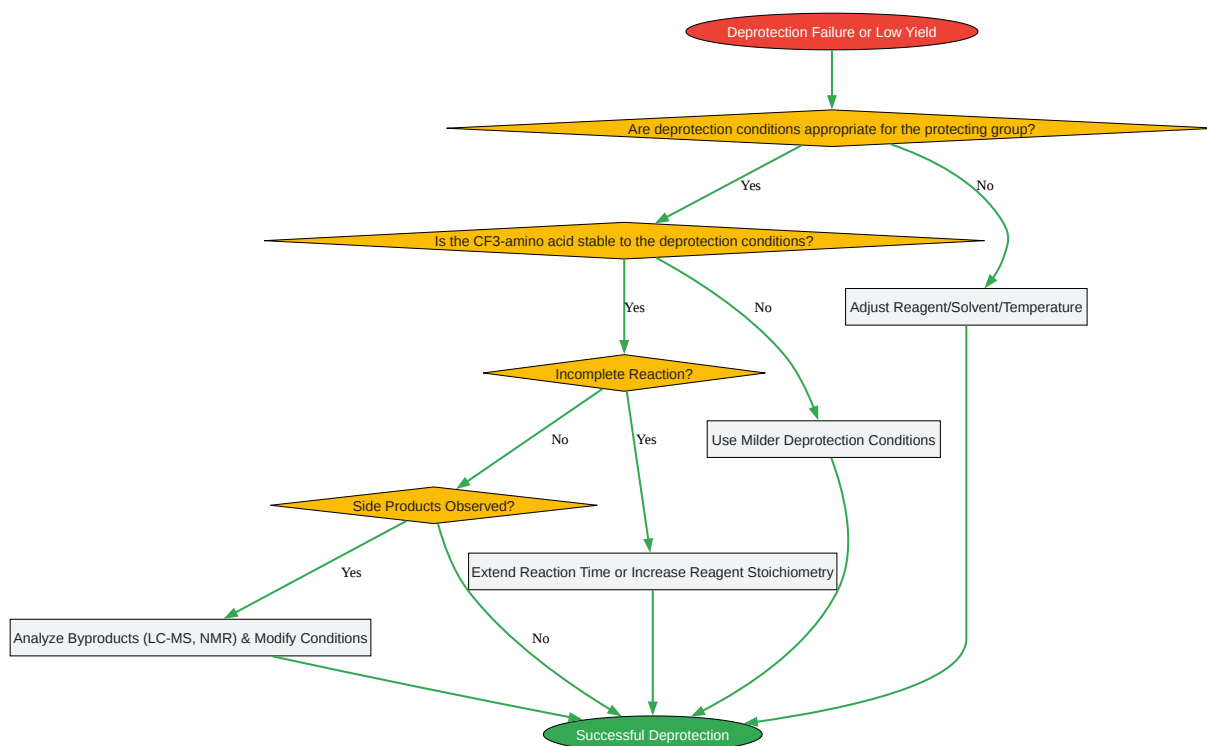 Deprotection Failure or Low Yield
Are deprotection conditions appropriate for the protecting group?
Yes
No
Is the CF3-amino acid stable to the deprotection conditions?
Yes
No
Adjust Reagent/Solvent/Temperature
Incomplete Reaction?
No
Yes
Use Milder Deprotection Conditions
Side Products Observed?
Yes
Extend Reaction Time or Increase Reagent Stoichiometry
No
Analyze Byproducts (LC-MS, NMR) & Modify Conditions
Successful Deprotection